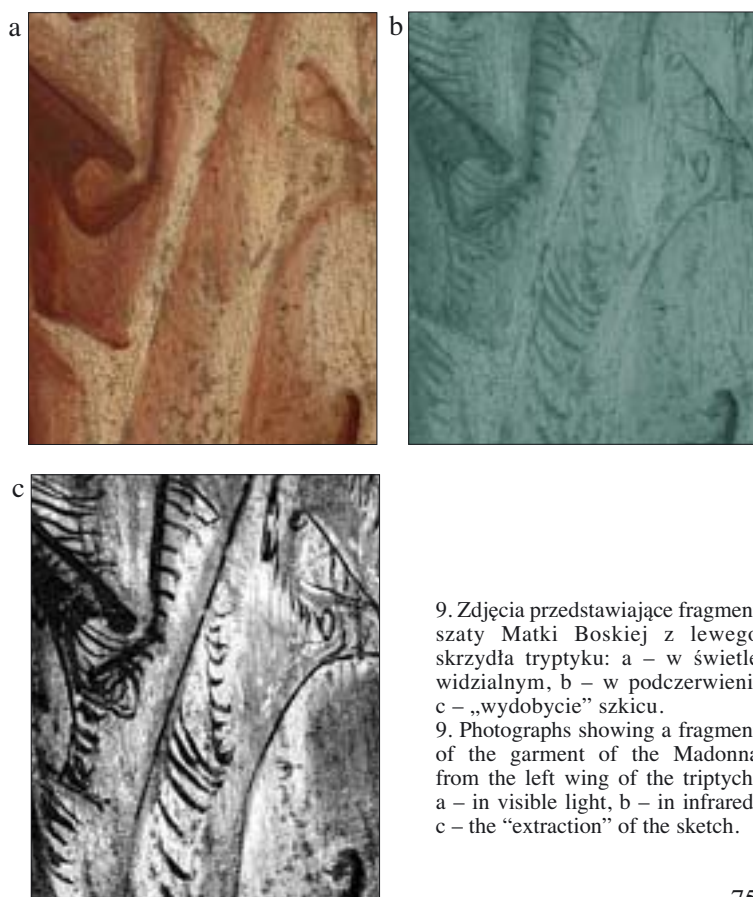 a
b
c
9. Zdjęcia przedstawiające fragmen
szaty Matki Boskiej z lewego
skrzydła tryptyku: a – w świetle
widzialnym, b – w podczerwieni
c – „wydobycie” szkicu.
9. Photographs showing a fragmen
of the garment of the Madonna
from the left wing of the triptych
a – in visible light, b – in infrared
c – the “extraction” of the sketch.
75